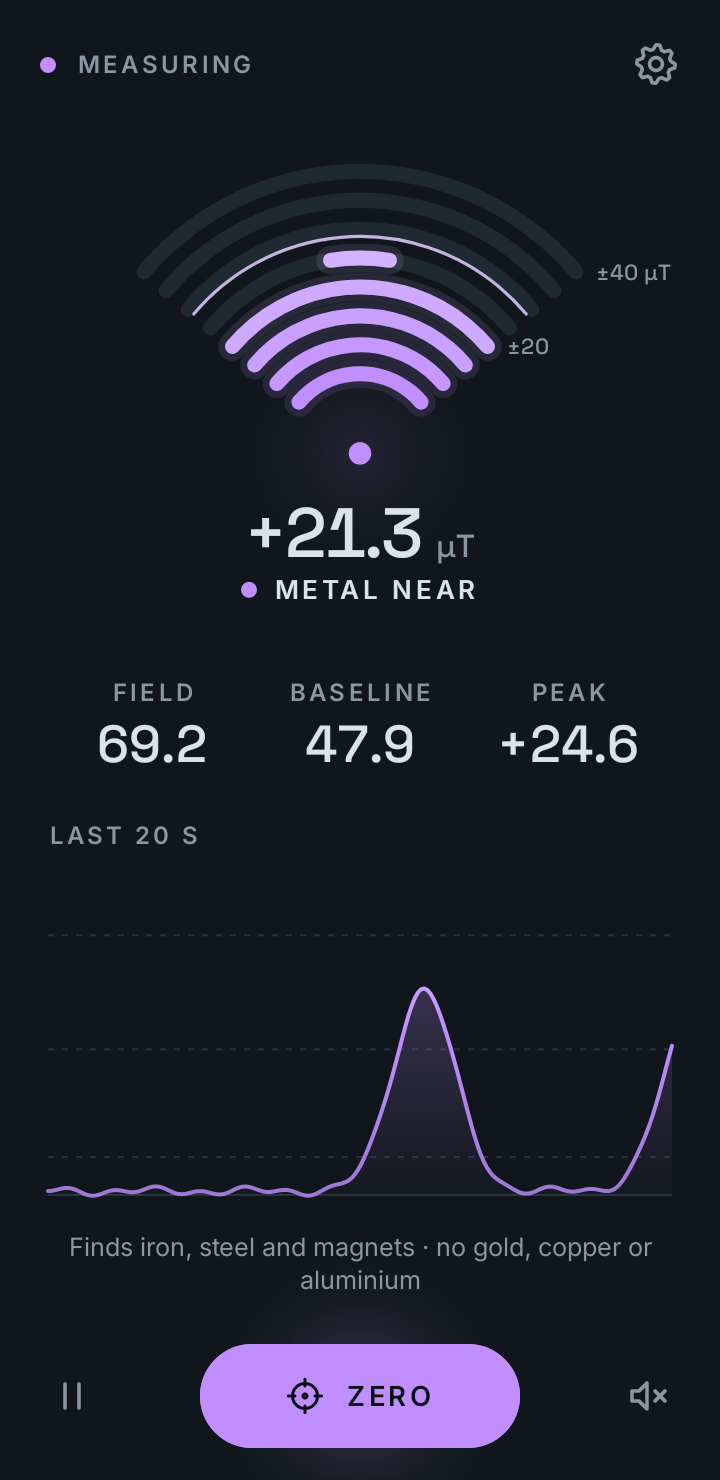 MEASURING
±40 µT
±20
+21.3 µT
METAL NEAR
FIELD BASELINE PEAK
69.2 47.9 +24.6
LAST 20 S
Finds iron, steel and magnets · no gold, copper or
aluminium
ZERO